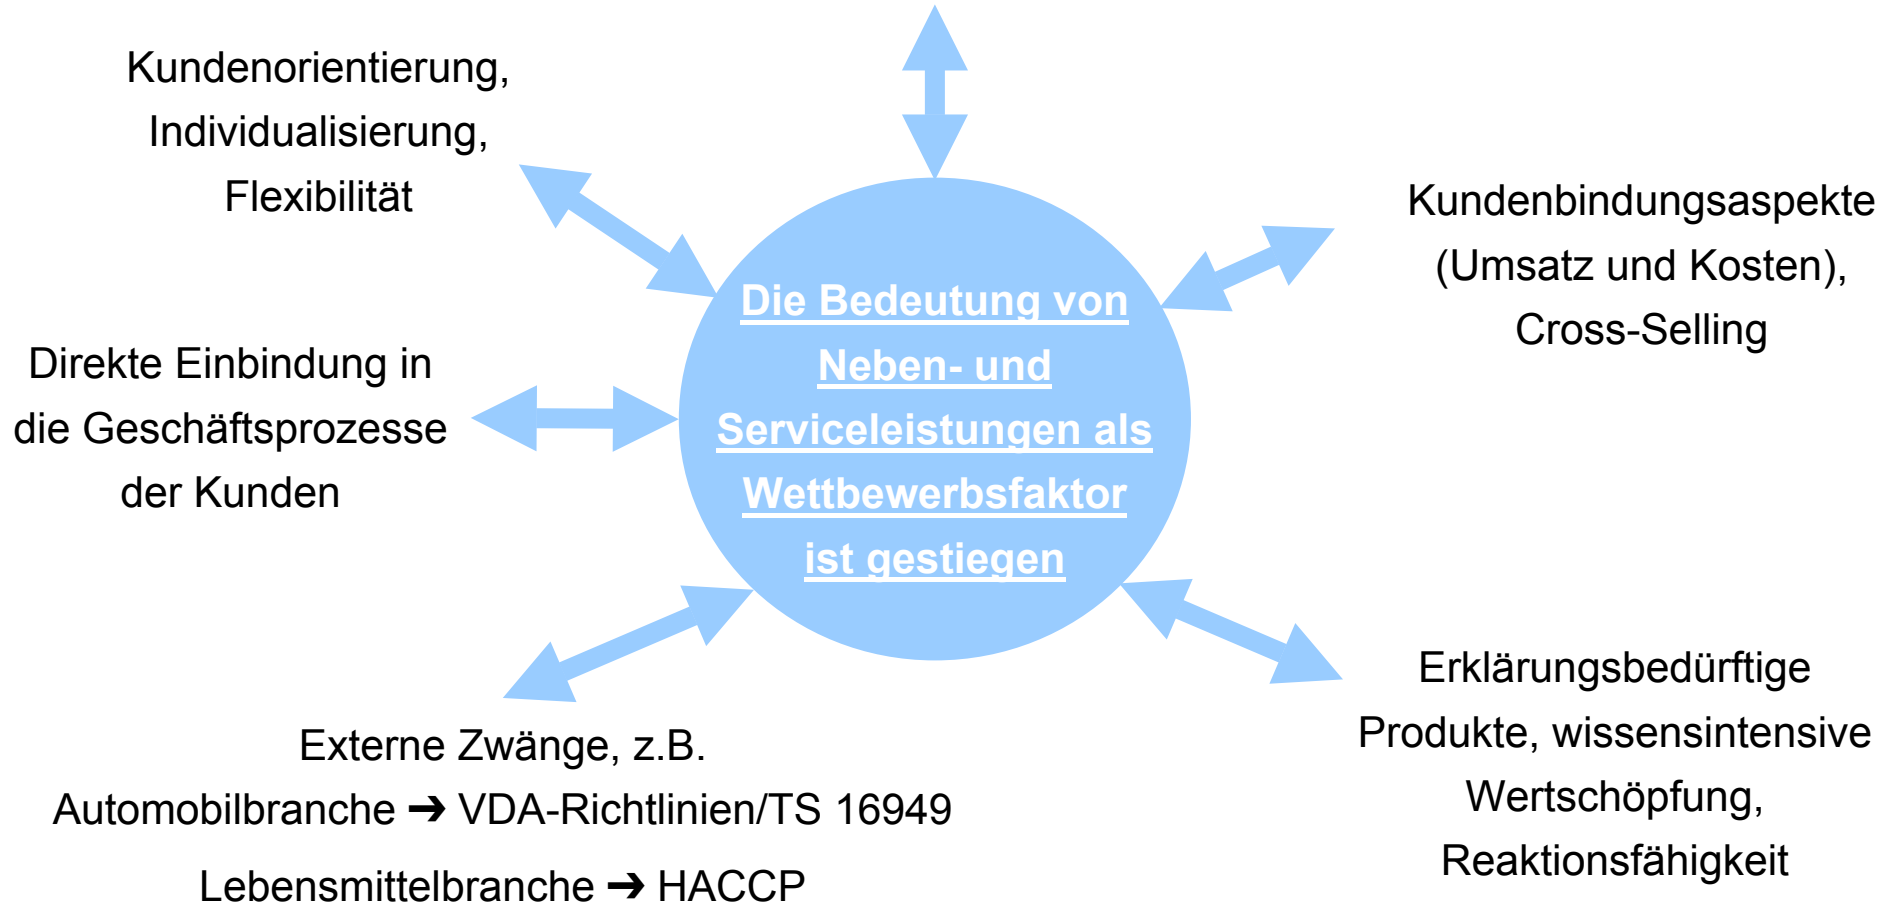 Kundenorientierung,
Individualisierung,
Flexibilität
Kundenbindungsaspekte
(Umsatz und Kosten),
Cross-Selling
Die Bedeutung von
Neben- und
Serviceleistungen als
Wettbewerbsfaktor
ist gestiegen
Direkte Einbindung in
die Geschäftsprozesse
der Kunden
Externe Zwänge, z.B.
Automobilbranche ➔ VDA-Richtlinien/TS 16949
Lebensmittelbranche ➔ HACCP
Erklärungsbedürftige
Produkte, wissensintensive
Wertschöpfung,
Reaktionsfähigkeit